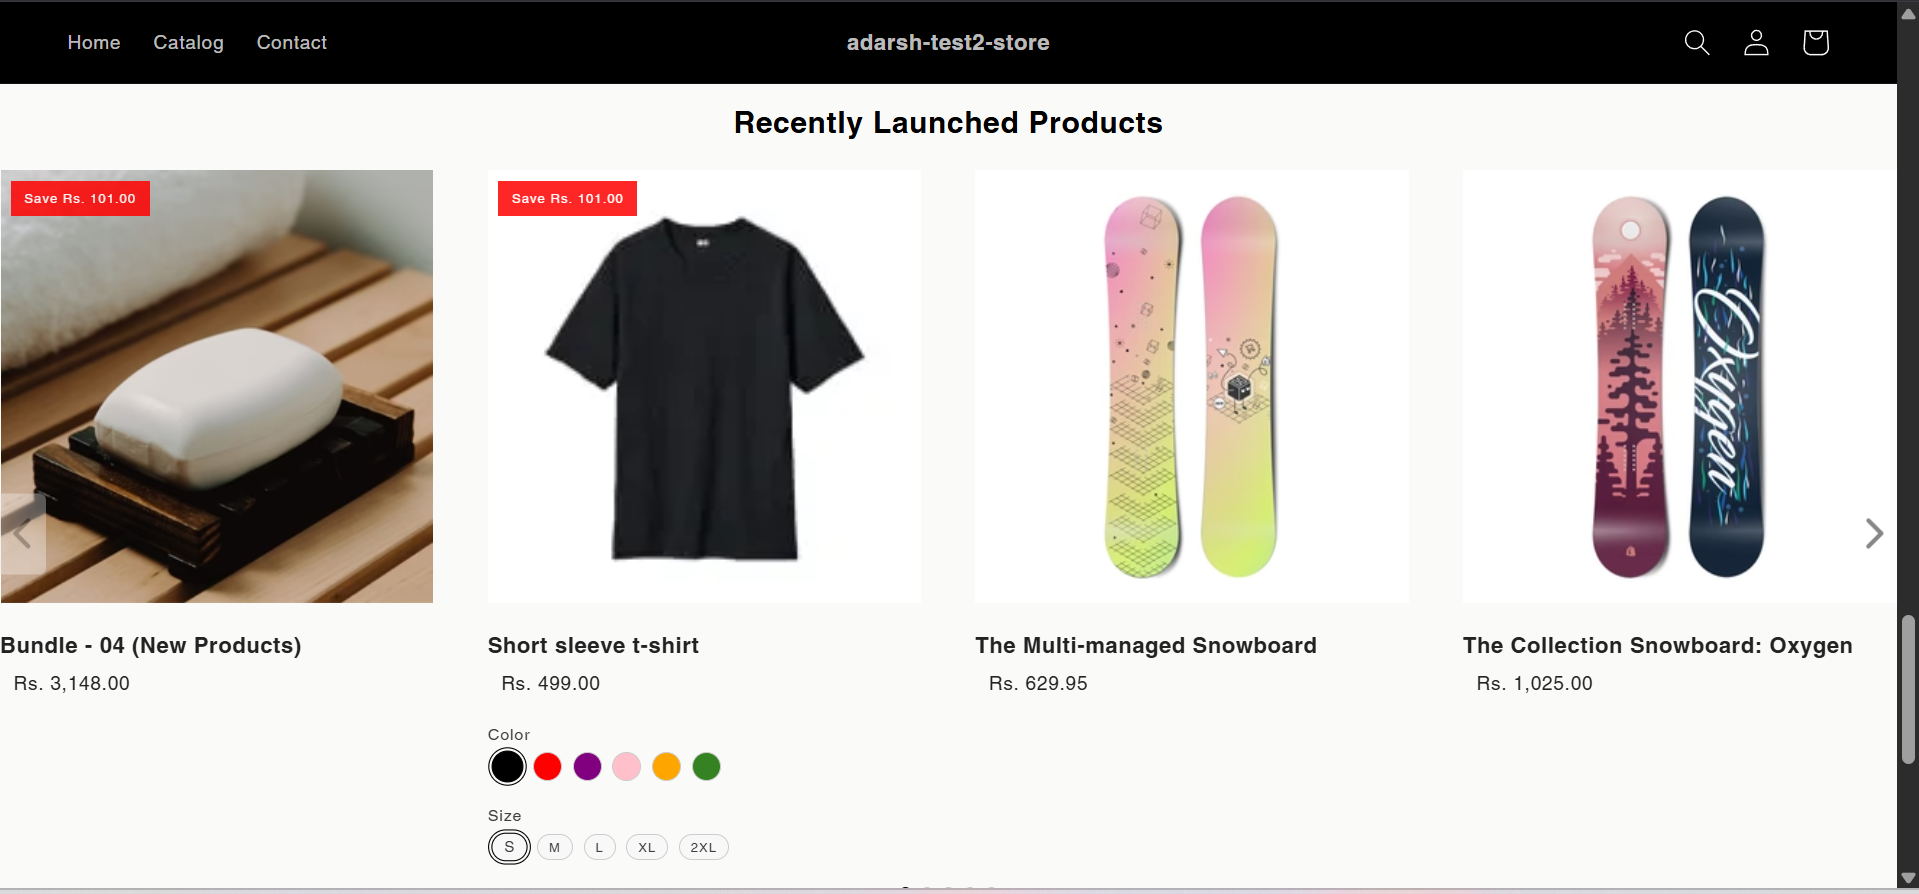 Home Catalog Contact
adarsh-test2-store
Recently Launched Products
Save Rs. 101.00
Save Rs. 101.00
Oxygen
Bundle - 04 (New Products)
Rs. 3,148.00
Short sleeve t-shirt
Rs. 499.00
Color
Size
S M L XL 2XL
The Multi-managed Snowboard
Rs. 629.95
The Collection Snowboard: Oxygen
Rs. 1,025.00